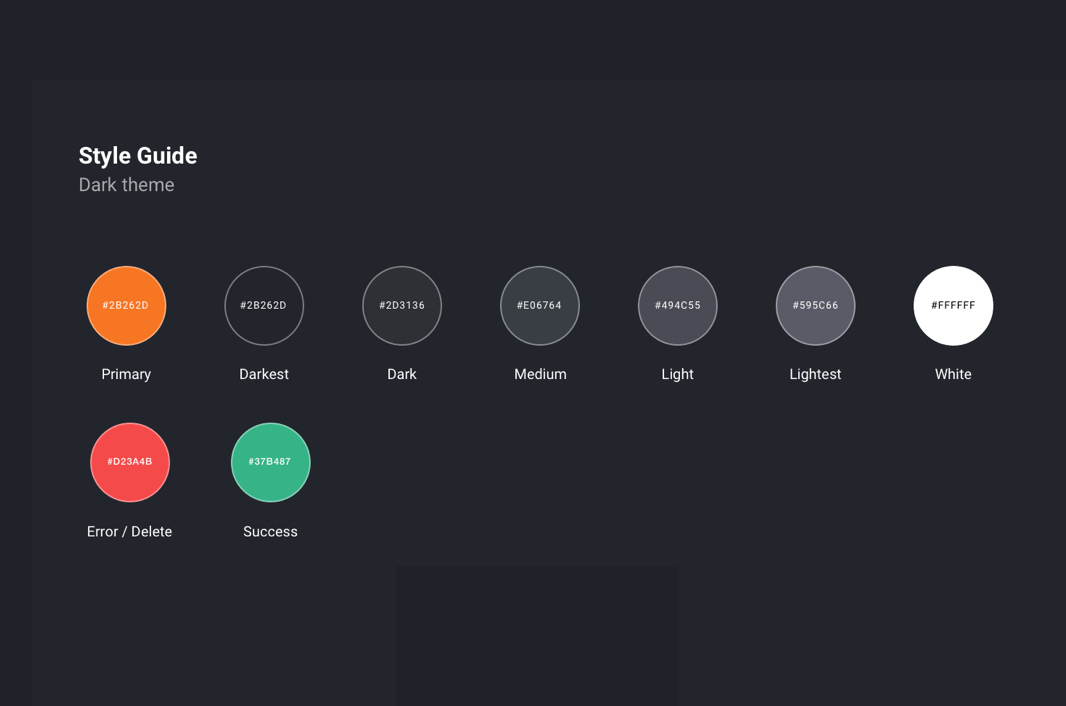 Style Guide
Dark theme
#2B262D
#2B262D
#2D3136
#E06764
#494C55
#595C66
#FFFFFF
Primary
Darkest
Dark
Medium
Light
Lightest
White
#D23A4B
#37B487
Error / Delete
Success